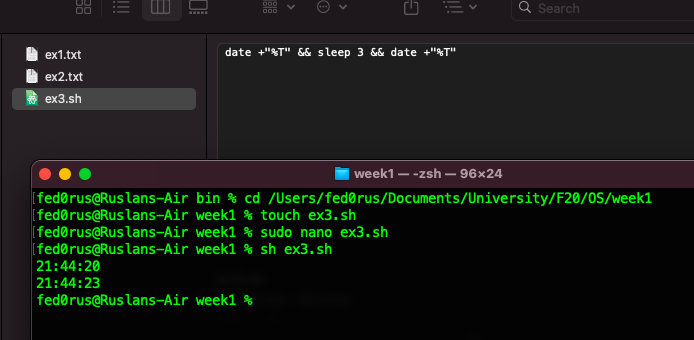 Search
ex1.txt
ex2.txt
ex3.sh
date +"%T" && sleep 3 && date +"%T"
week1 — -zsh — 96×24
[fed0rus@Ruslans-Air bin % cd /Users/fed0rus/Documents/University/F20/OS/week1
[fed0rus@Ruslans-Air week1 % touch ex3.sh
[fed0rus@Ruslans-Air week1 % sudo nano ex3.sh
[fed0rus@Ruslans-Air week1 % sh ex3.sh
21:44:20
21:44:23
fed0rus@Ruslans-Air week1 %